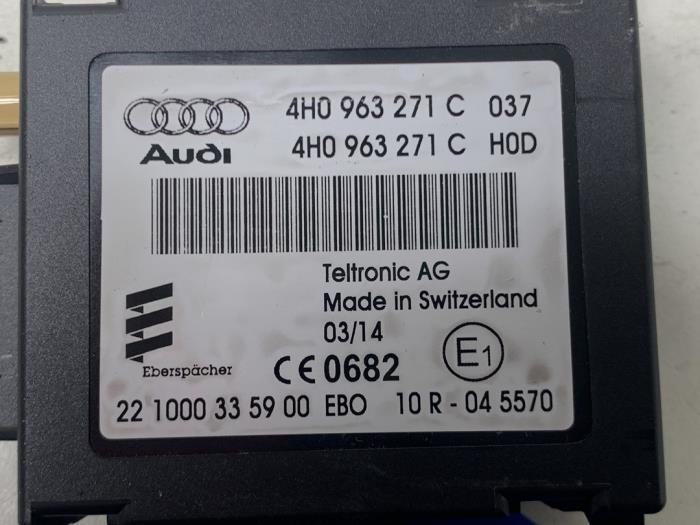 4H0 963 271 C 037
Audi
4H0 963 271 C H0D
Teltronic AG
Made in Switzerland
03/14
Eberspächer
CE 0682
E1
22 1000 33 59 00 EBO 10 R - 04 5570